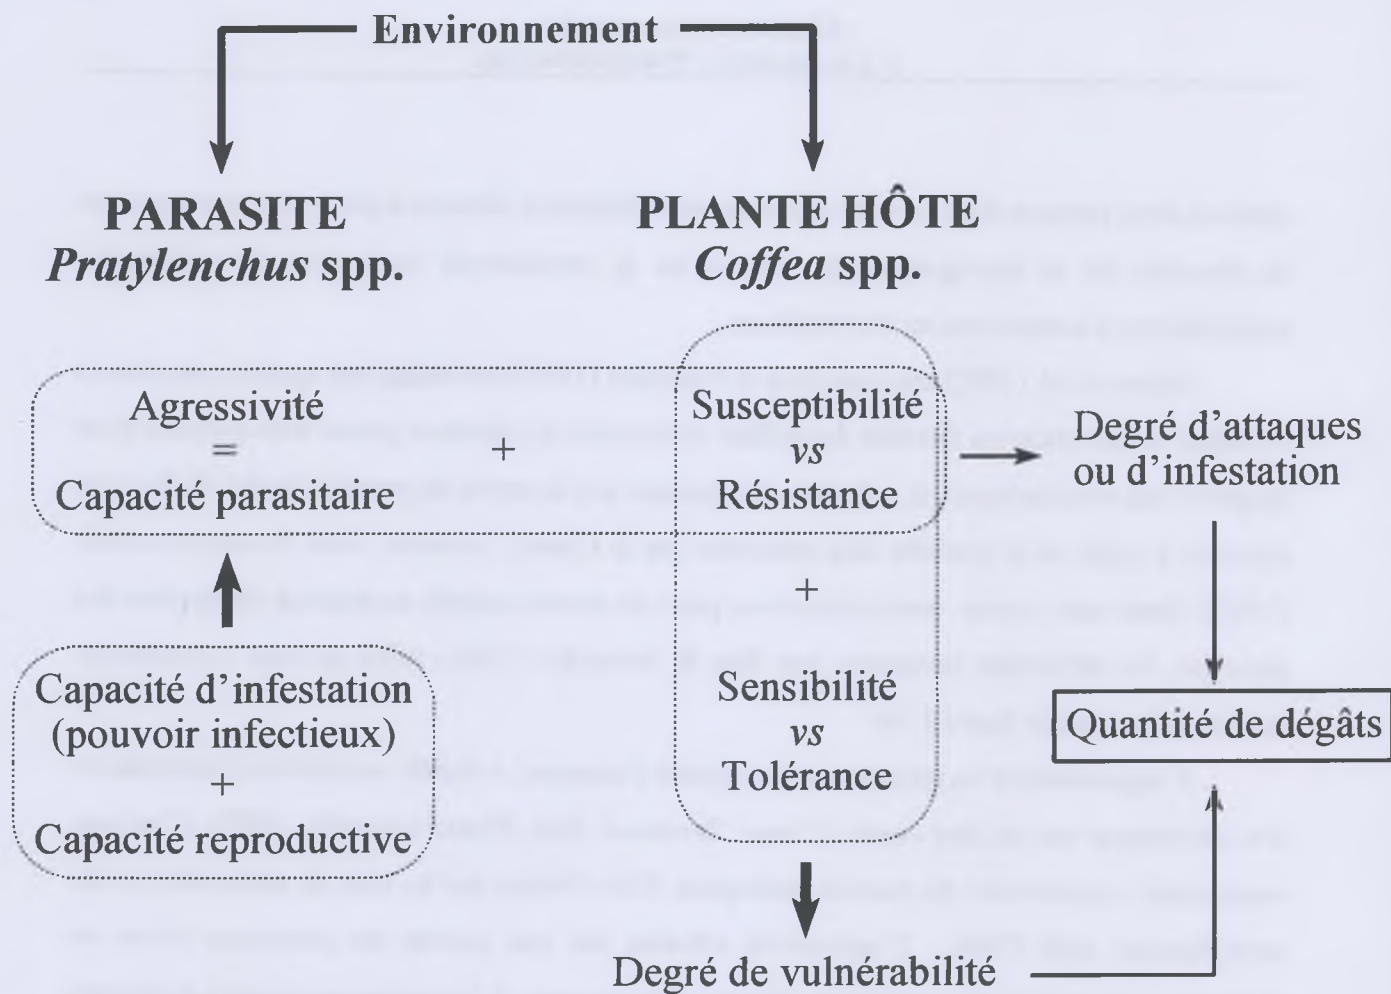 Environnement
PARASITE
Pratylenchus spp.
PLANTE HÔTE
Coffea spp.
Agressivité
=
Capacité parasitaire
+
Susceptibilité
vs
Résistance
Degré d'attaques
ou d'infestation
+
Capacité d'infestation
(pouvoir infectieux)
+
Capacité reproductive
Sensibilité
vs
Tolérance
Quantité de dégâts
Degré de vulnérabilité